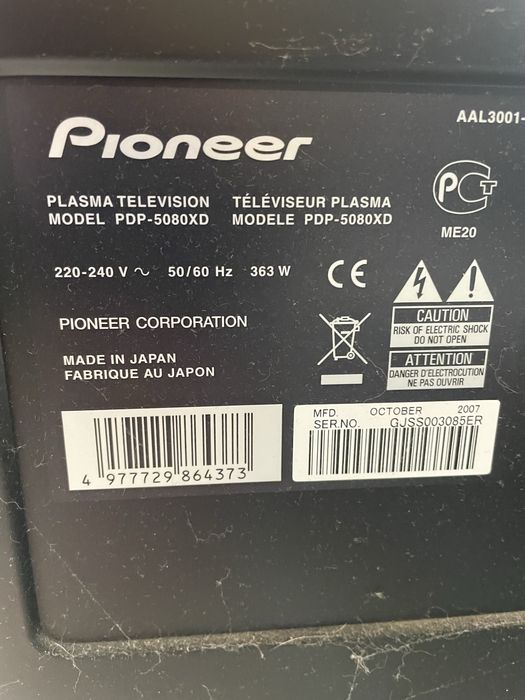 AAL3001-
Pioneer
PLASMA TELEVISION TÉLÉVISEUR PLASMA
MODEL PDP-5080XD MODELE PDP-5080XD
PCT
ME20
220-240 V ~ 50/60 Hz 363 W CE
CAUTION
RISK OF ELECTRIC SHOCK
DO NOT OPEN
PIONEER CORPORATION
MADE IN JAPAN
FABRIQUE AU JAPON
ATTENTION
DANGER D'ELECTROCUTION
NE PAS OUVRIR
MFD. OCTOBER 2007
SER.NO. GJSS003085ER
4 977729 864373